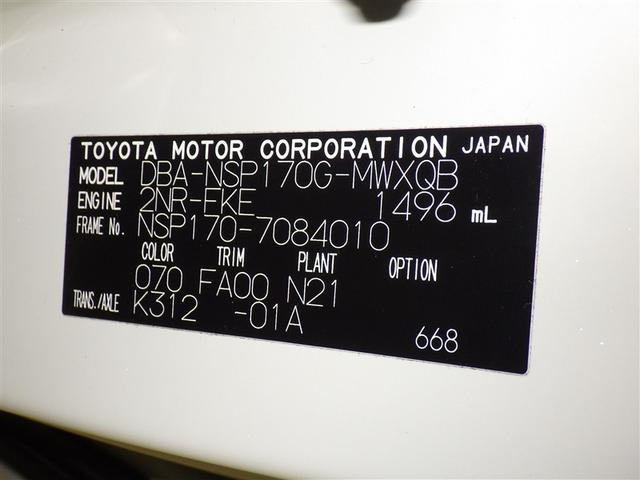 TOYOTA MOTOR CORPORATION JAPAN
MODEL DBA-NSP170G-MWXQB
ENGINE 2NR-FKE 1496 mL
FRAME No. NSP170-7084010
COLOR TRIM PLANT OPTION
070 FA00 N21
TRANS./AXLE K312 -01A
668